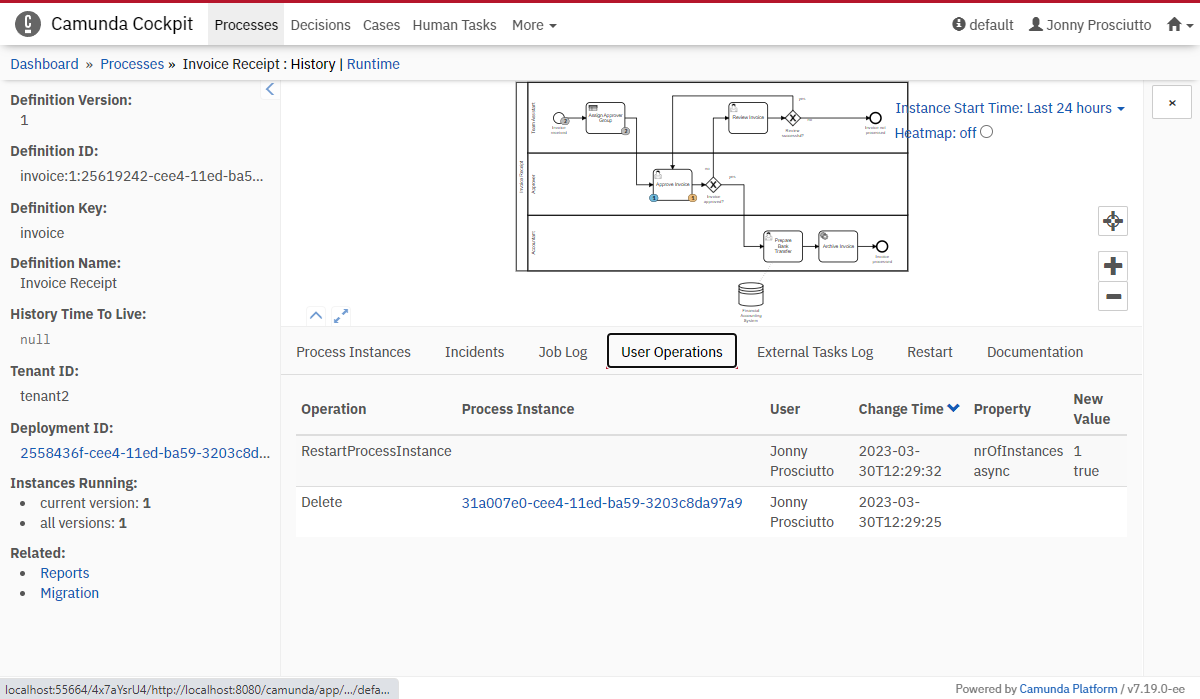 Camunda Cockpit Processes Decisions Cases Human Tasks More default Jonny Prosciutto
Dashboard » Processes » Invoice Receipt : History | Runtime
Definition Version:
1
Definition ID:
invoice:1:25619242-cee4-11ed-ba5...
Definition Key:
invoice
Definition Name:
Invoice Receipt
History Time To Live:
null
Tenant ID:
tenant2
Deployment ID:
2558436f-cee4-11ed-ba59-3203c8d...
Instances Running:
current version: 1
all versions: 1
Related:
Reports
Migration
Invoice Receipt
Team Assistant
Approver
Accountant
Invoice
received
Assign Approver
Group
Review Invoice
Review
successful?
yes
no
Invoice not
processed
Approve Invoice
Invoice
approved?
no
yes
Prepare
Bank
Transfer
Archive Invoice
Invoice
processed
Financial
Accounting
System
Instance Start Time: Last 24 hours
Heatmap: off
×
Process Instances Incidents Job Log User Operations External Tasks Log Restart Documentation
Operation Process Instance User Change Time Property New
Value
RestartProcessInstance Jonny 2023-03- nrOfInstances 1
Prosciutto 30T12:29:32 async true
Delete 31a007e0-cee4-11ed-ba59-3203c8da97a9 Jonny 2023-03-
Prosciutto 30T12:29:25
localhost:55664/4x7aYsrU4/http://localhost:8080/camunda/app/.../defa...
Powered by Camunda Platform / v7.19.0-ee